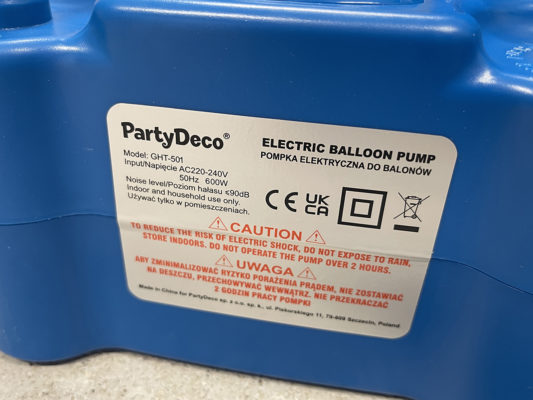 PartyDeco®
ELECTRIC BALLOON PUMP
POMPKA ELEKTRYCZNA DO BALONÓW
Model: GHT-501
Input/Napięcie AC220-240V
50Hz 600W
Noise level/Poziom hałasu ≤90dB
Indoor and household use only.
Używać tylko w pomieszczeniach.
CE UK CA
CAUTION
TO REDUCE THE RISK OF ELECTRIC SHOCK, DO NOT EXPOSE TO RAIN,
STORE INDOORS. DO NOT OPERATE THE PUMP OVER 2 HOURS.
UWAGA
ABY ZMINIMALIZOWAĆ RYZYKO PORAŻENIA PRĄDEM, NIE ZOSTAWIAĆ
NA DESZCZU, PRZECHOWYWAĆ WEWNĄTRZ. NIE PRZEKRACZAĆ
2 GODZIN PRACY POMPKI
Made in China for PartyDeco sp. z o.o. sp. k., ul. Piskorskiego 11, 70-809 Szczecin, Poland